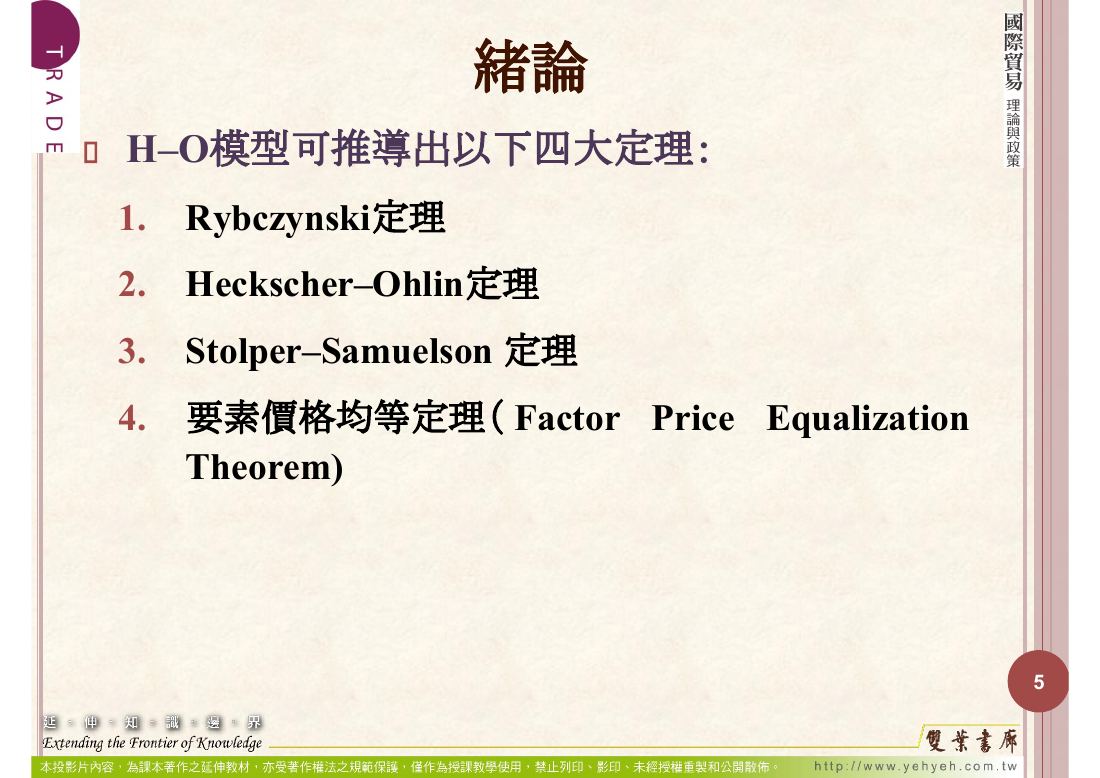 TRADE
緒論
國際貿易 理論與政策
H–O模型可推導出以下四大定理:
1. Rybczynski定理
2. Heckscher–Ohlin定理
3. Stolper–Samuelson 定理
4. 要素價格均等定理( Factor Price Equalization
Theorem)
5
延‧伸‧知‧識‧邊‧界
Extending the Frontier of Knowledge
雙葉書廊
本投影片內容，為課本著作之延伸教材，亦受著作權法之規範保護，僅作為授課教學使用，禁止列印、影印、未經授權重製和公開散佈。
http://www.yehyeh.com.tw